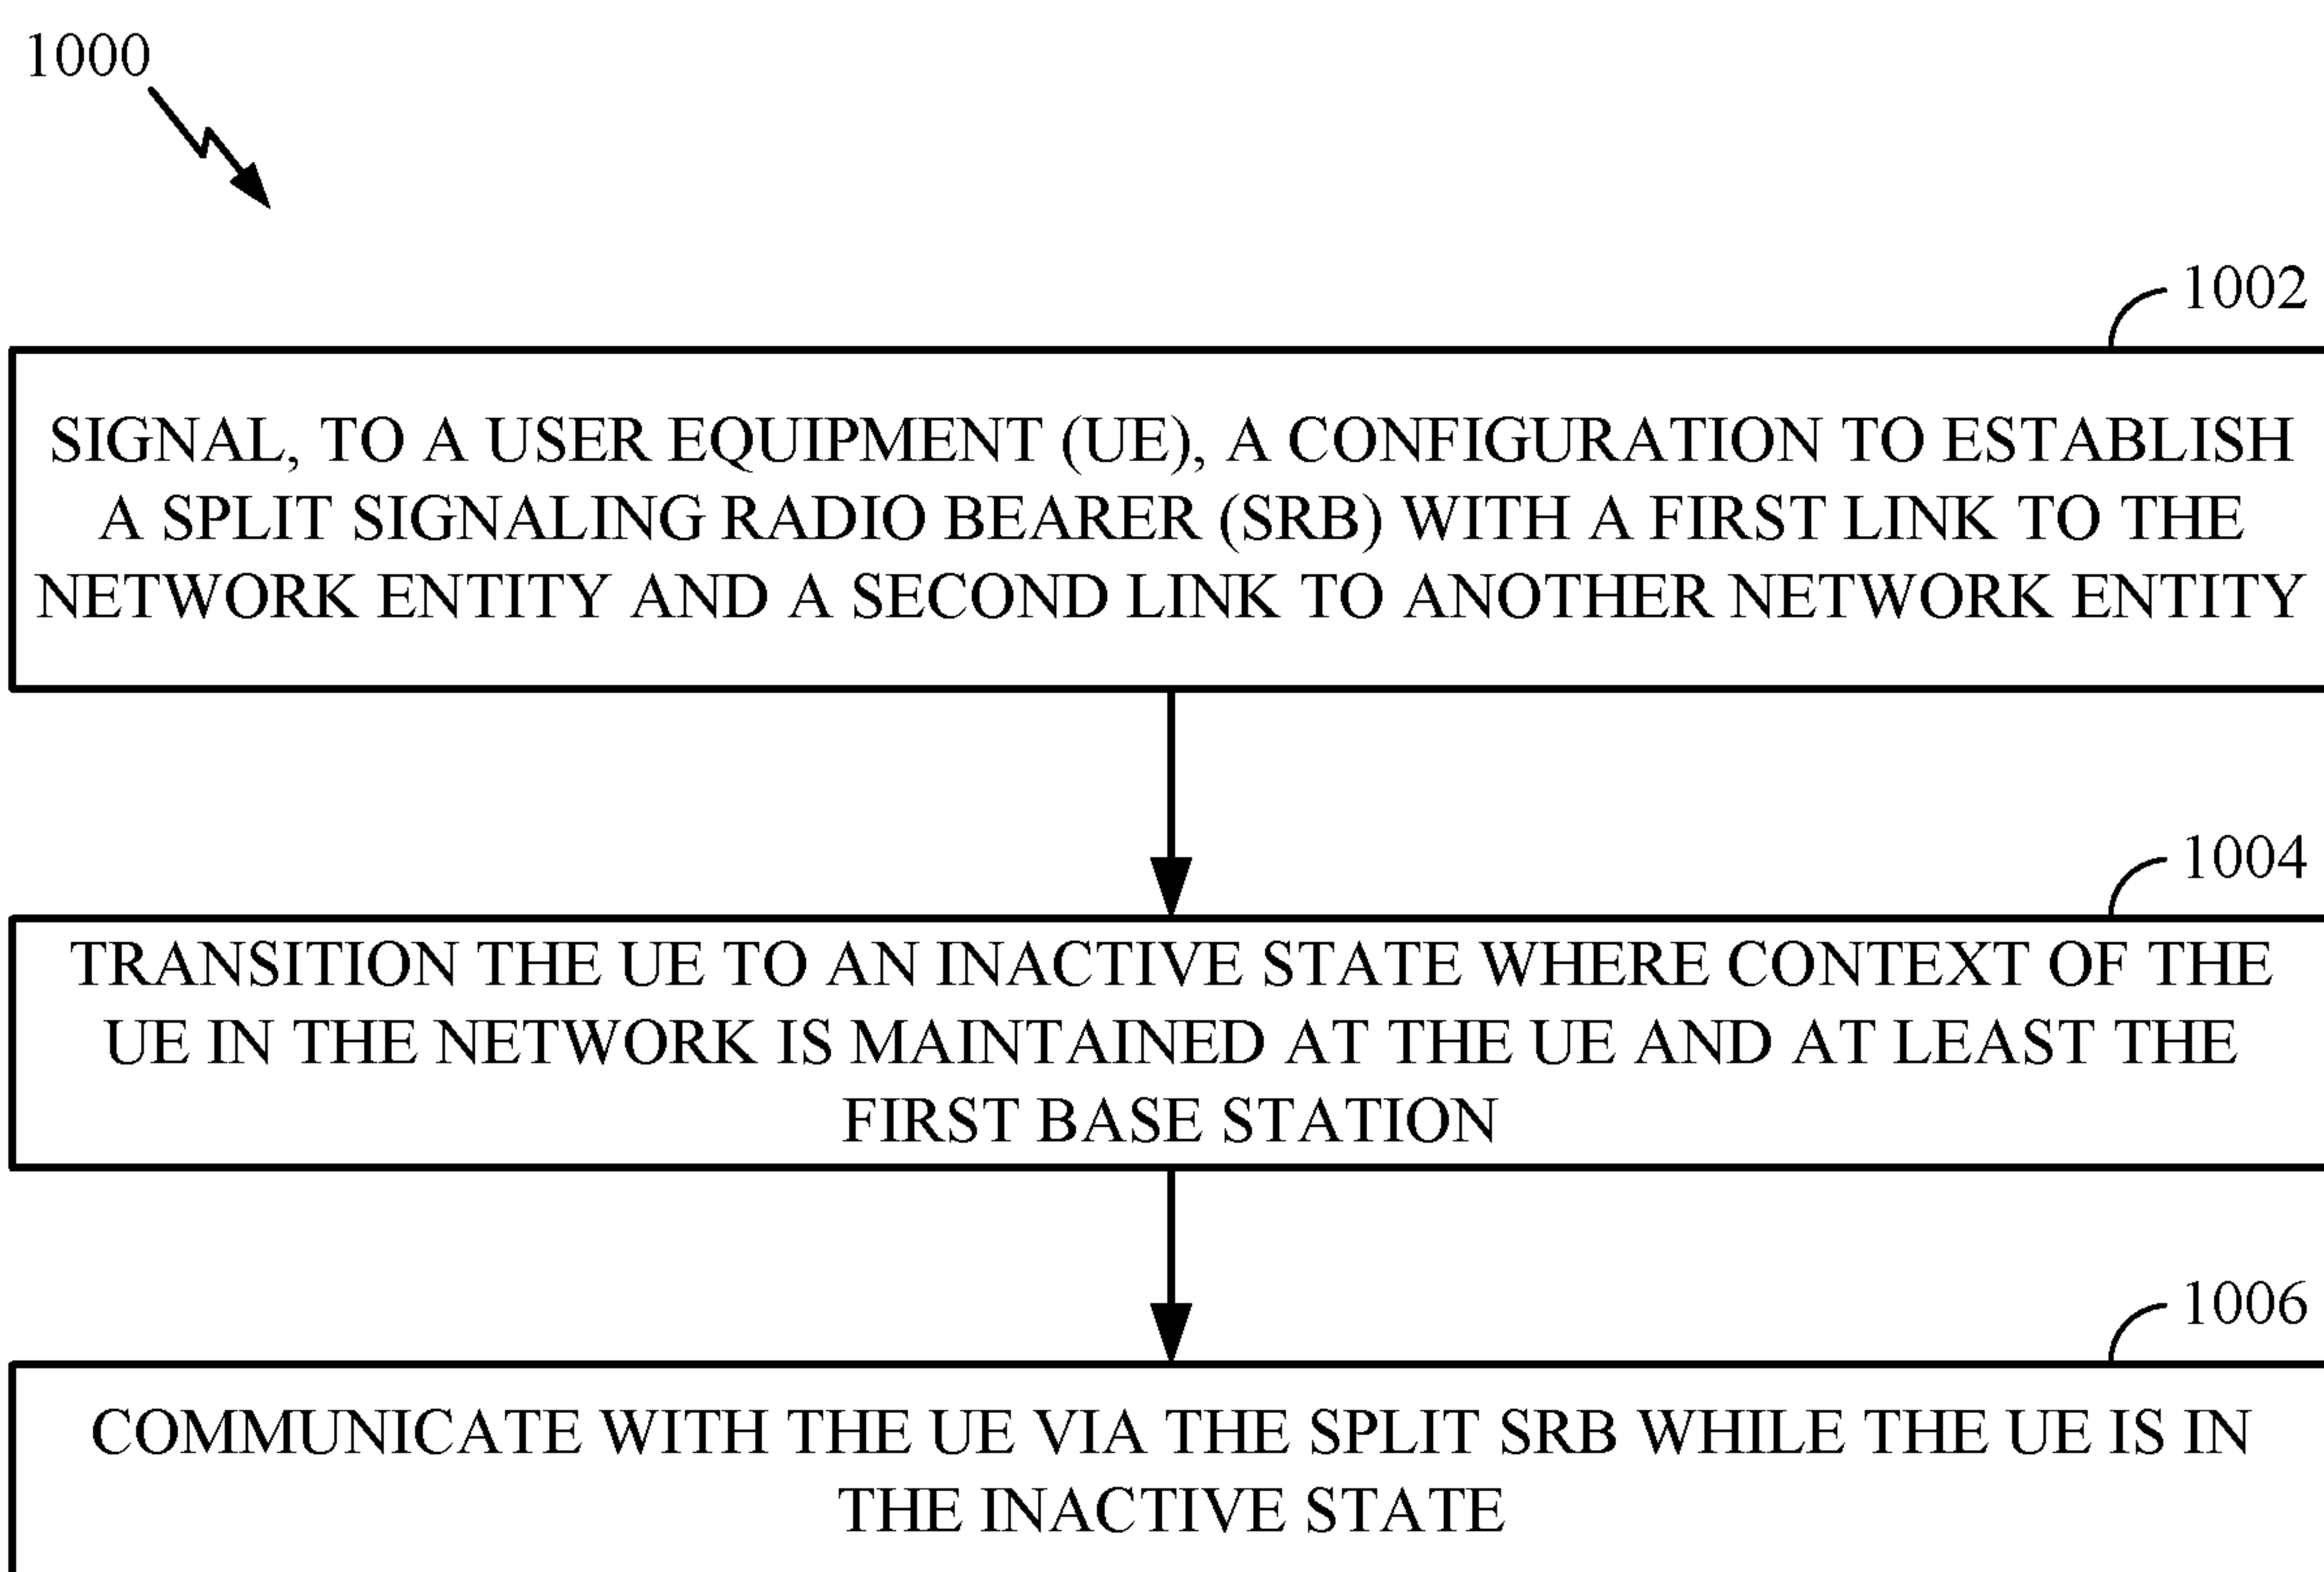 1000
1002
SIGNAL, TO A USER EQUIPMENT (UE), A CONFIGURATION TO ESTABLISH
A SPLIT SIGNALING RADIO BEARER (SRB) WITH A FIRST LINK TO THE
NETWORK ENTITY AND A SECOND LINK TO ANOTHER NETWORK ENTITY
1004
TRANSITION THE UE TO AN INACTIVE STATE WHERE CONTEXT OF THE
UE IN THE NETWORK IS MAINTAINED AT THE UE AND AT LEAST THE
FIRST BASE STATION
1006
COMMUNICATE WITH THE UE VIA THE SPLIT SRB WHILE THE UE IS IN
THE INACTIVE STATE